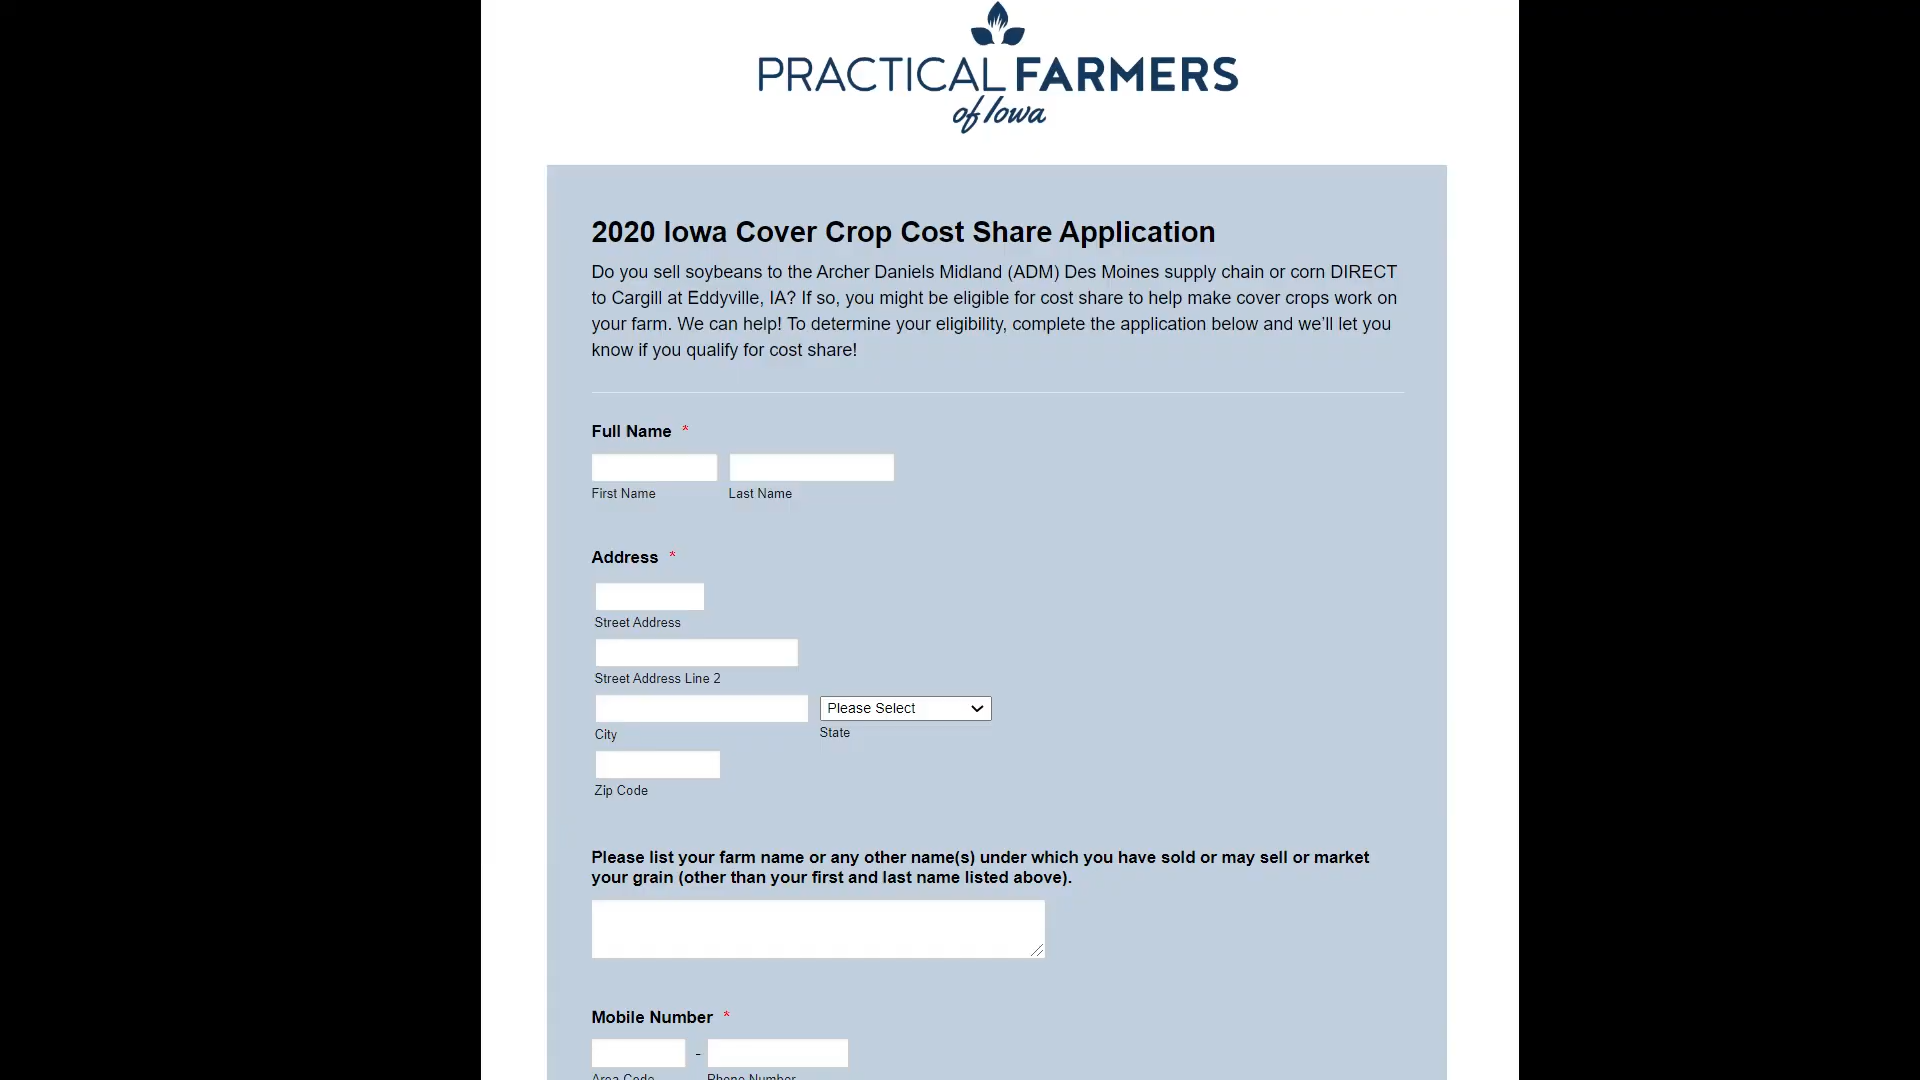 PRACTICAL FARMERS
of Iowa
2020 Iowa Cover Crop Cost Share Application
Do you sell soybeans to the Archer Daniels Midland (ADM) Des Moines supply chain or corn DIRECT
to Cargill at Eddyville, IA? If so, you might be eligible for cost share to help make cover crops work on
your farm. We can help! To determine your eligibility, complete the application below and we'll let you
know if you qualify for cost share!
Full Name *
First Name Last Name
Address *
Street Address
Street Address Line 2
Please Select
City State
Zip Code
Please list your farm name or any other name(s) under which you have sold or may sell or market
your grain (other than your first and last name listed above).
Mobile Number *
-
Area Code Phone Number